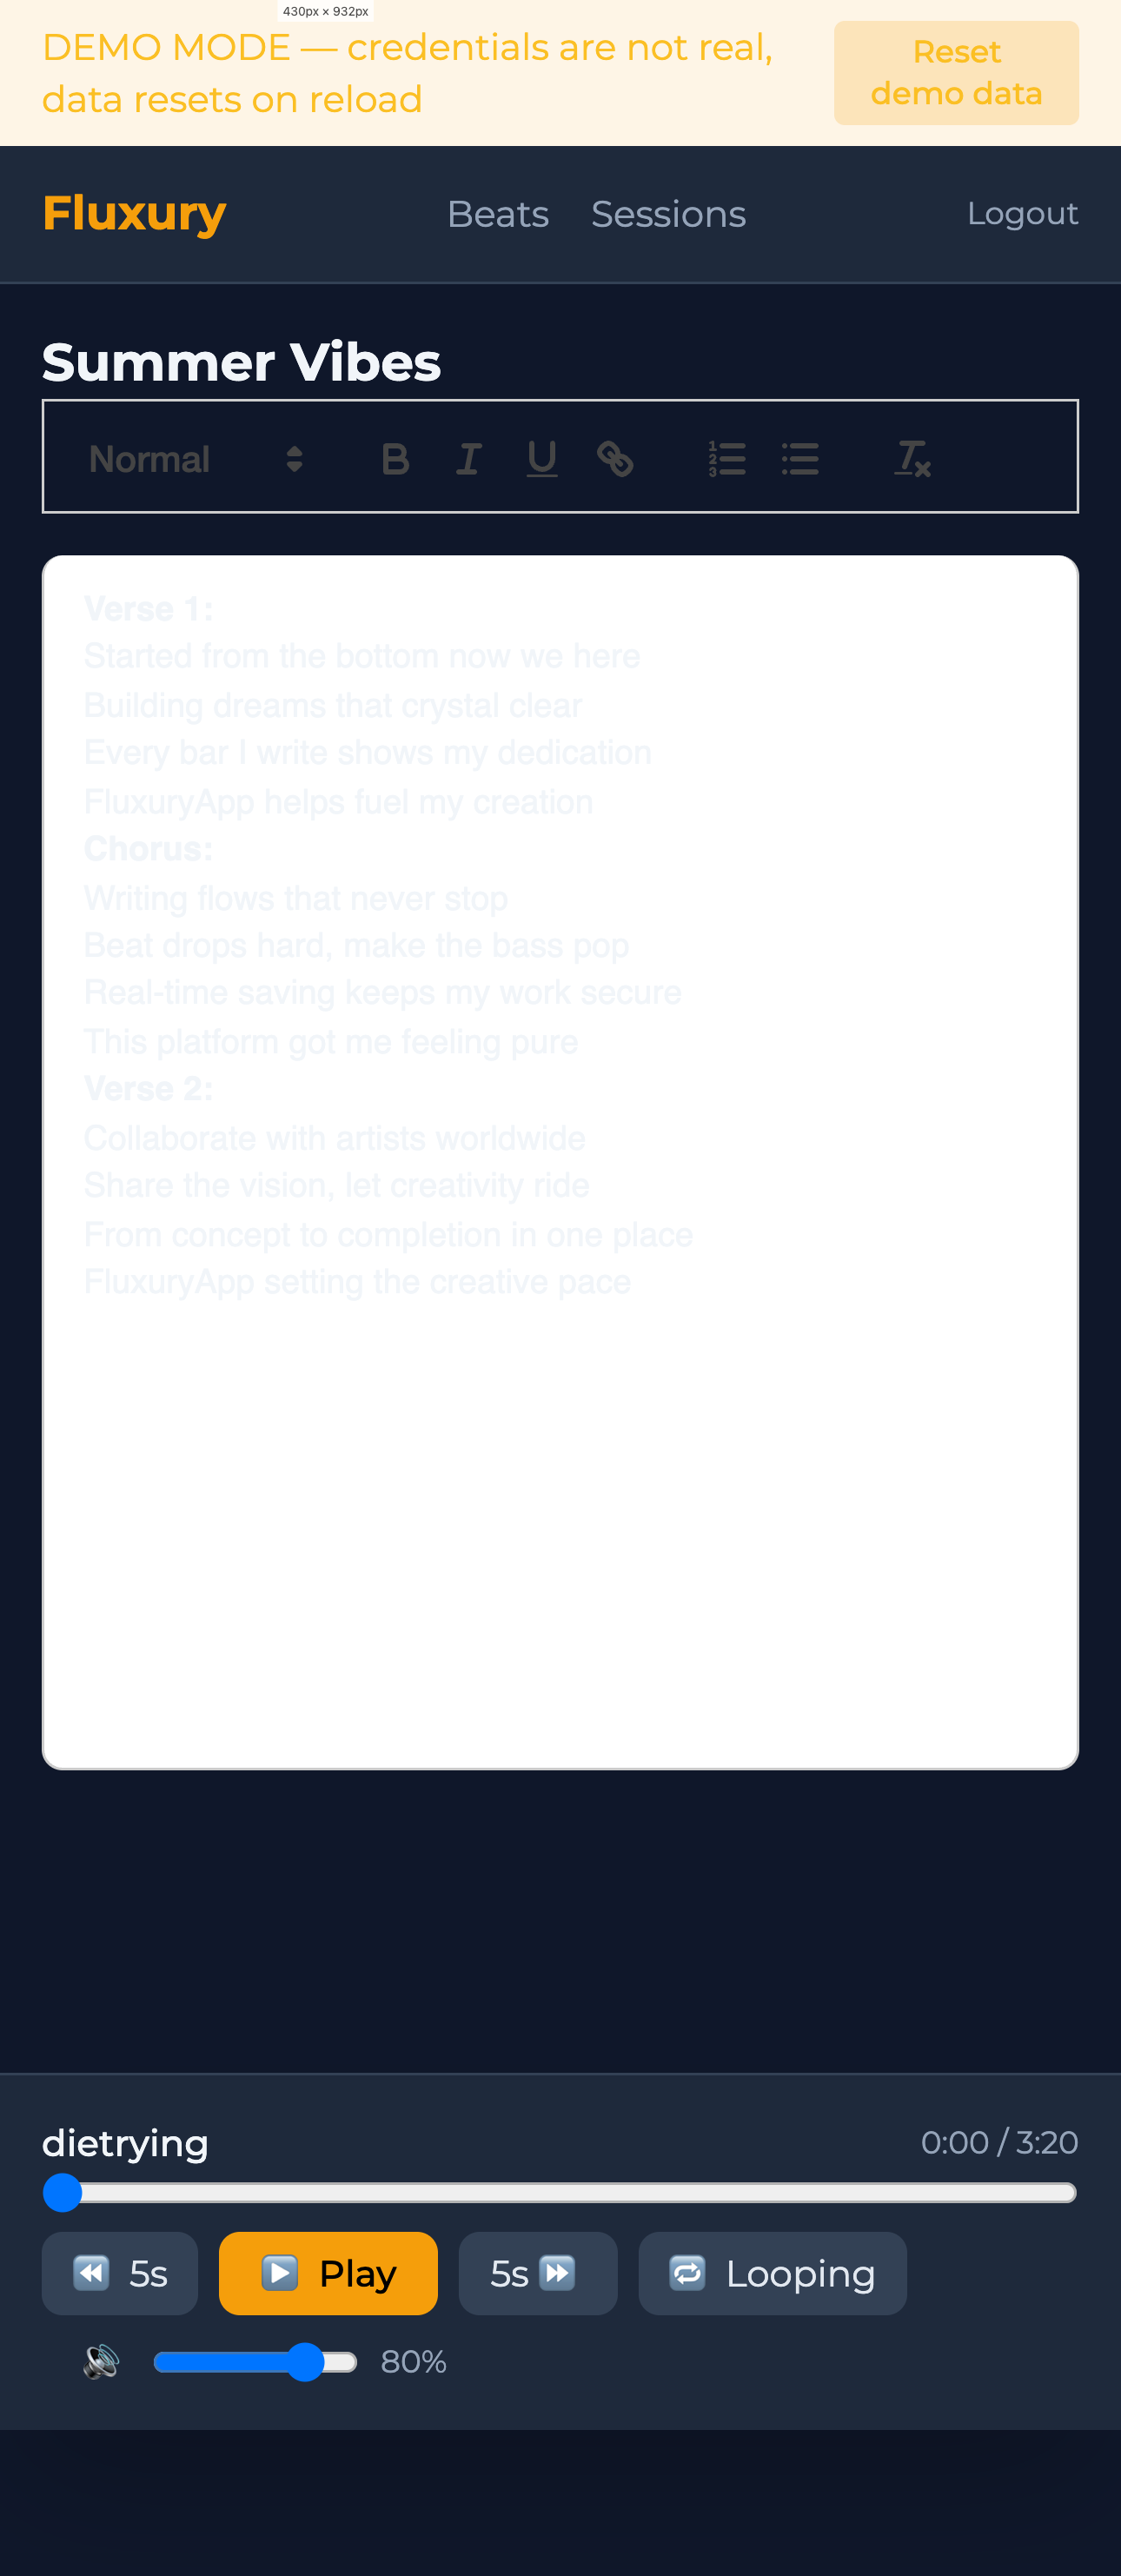 430px × 932px
DEMO MODE — credentials are not real,
data resets on reload
Reset
demo data
Fluxury
Beats
Sessions
Logout
Summer Vibes
Normal
Verse 1:
Started from the bottom now we here
Building dreams that crystal clear
Every bar I write shows my dedication
FluxuryApp helps fuel my creation
Chorus:
Writing flows that never stop
Beat drops hard, make the bass pop
Real-time saving keeps my work secure
This platform got me feeling pure
Verse 2:
Collaborate with artists worldwide
Share the vision, let creativity ride
From concept to completion in one place
FluxuryApp setting the creative pace
dietrying
0:00 / 3:20
5s
Play
5s
Looping
80%